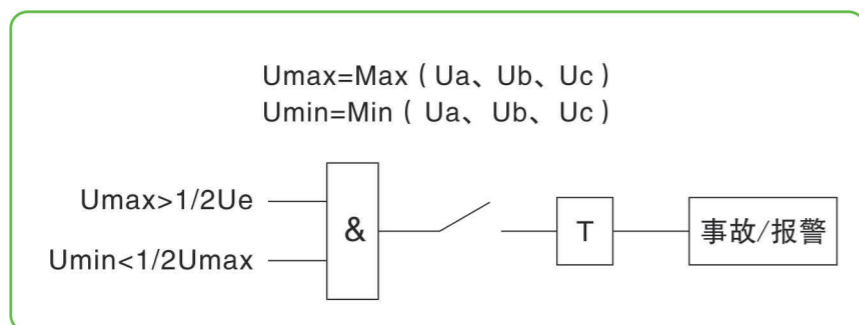 Umax=Max ( Ua、Ub、Uc )
Umin=Min ( Ua、Ub、Uc )
Umax>1/2Ue
&
T
事故/报警
Umin<1/2Umax